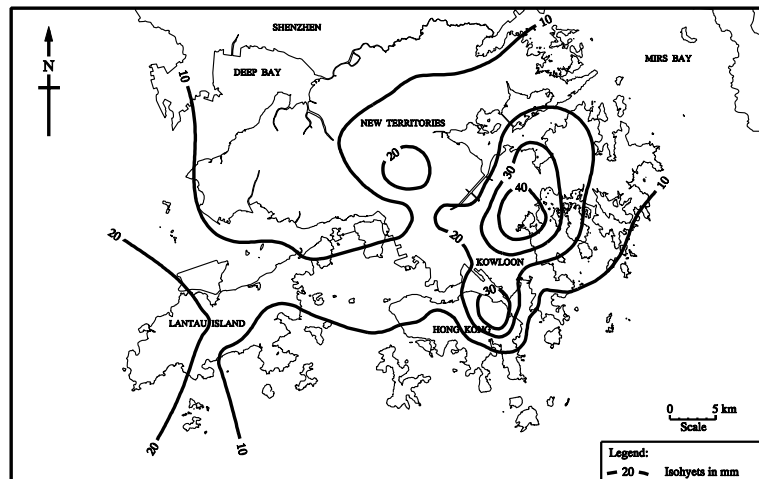 SHENZHEN
10
MIRS BAY
N
10
DEEP BAY
NEW TERRITORIES
20
30
40
10
20
20
KOWLOON
30
LANTAU ISLAND
HONG KONG
0 5 km
Scale
20
10
Legend:
20 Isohyets in mm